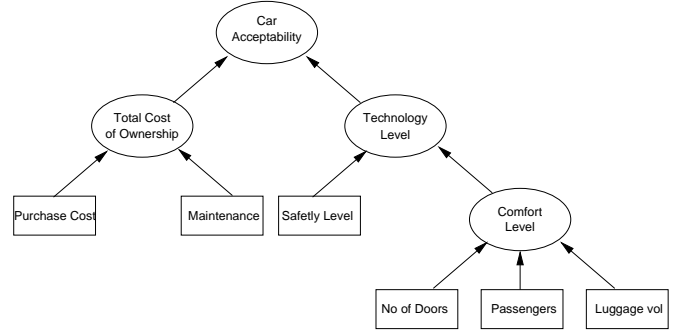 Car
Acceptability
Total Cost
of Ownership
Technology
Level
Purchase Cost
Maintenance
Safetly Level
Comfort
Level
No of Doors
Passengers
Luggage vol